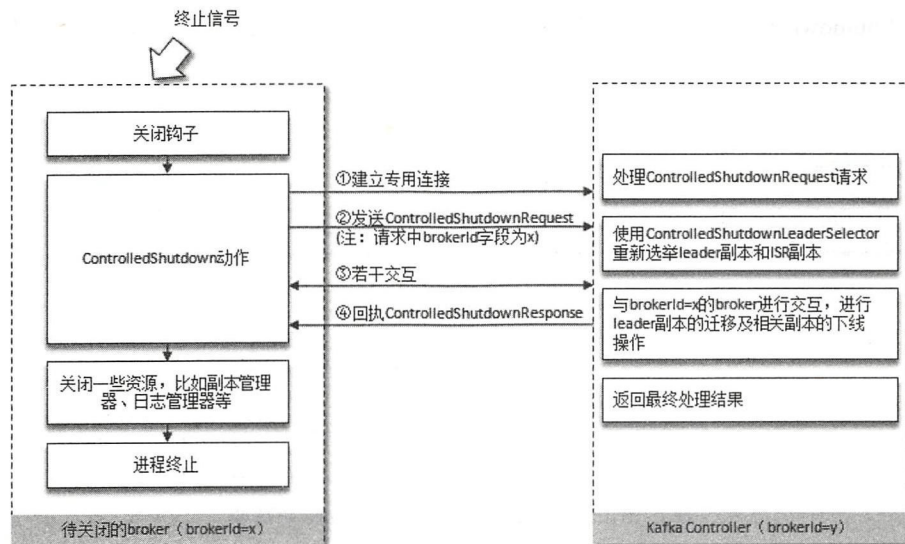 终止信号
关闭钩子
ControlledShutdown动作
关闭一些资源，比如副本管理
器、日志管理器等
进程终止
待关闭的broker（brokerId=x）
①建立专用连接
②发送ControlledShutdownRequest
(注：请求中brokerId字段为x)
③若干交互
④回执ControlledShutdownResponse
处理ControlledShutdownRequest请求
使用ControlledShutdownLeaderSelector
重新选举leader副本和ISR副本
与brokerId=x的broker进行交互，进行
leader副本的迁移及相关副本的下线
操作
返回最终处理结果
Kafka Controller（brokerId=y）